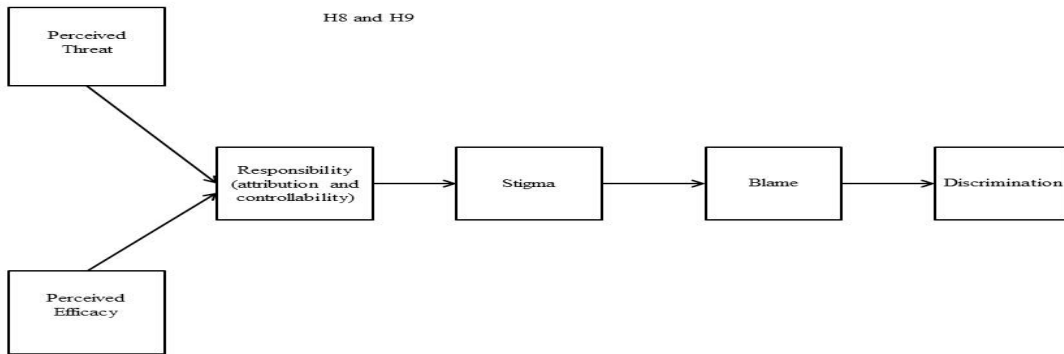 H8 and H9
Perceived
Threat
Responsibility
(attribution and
controllability)
Stigma
Blame
Discrimination
Perceived
Efficacy